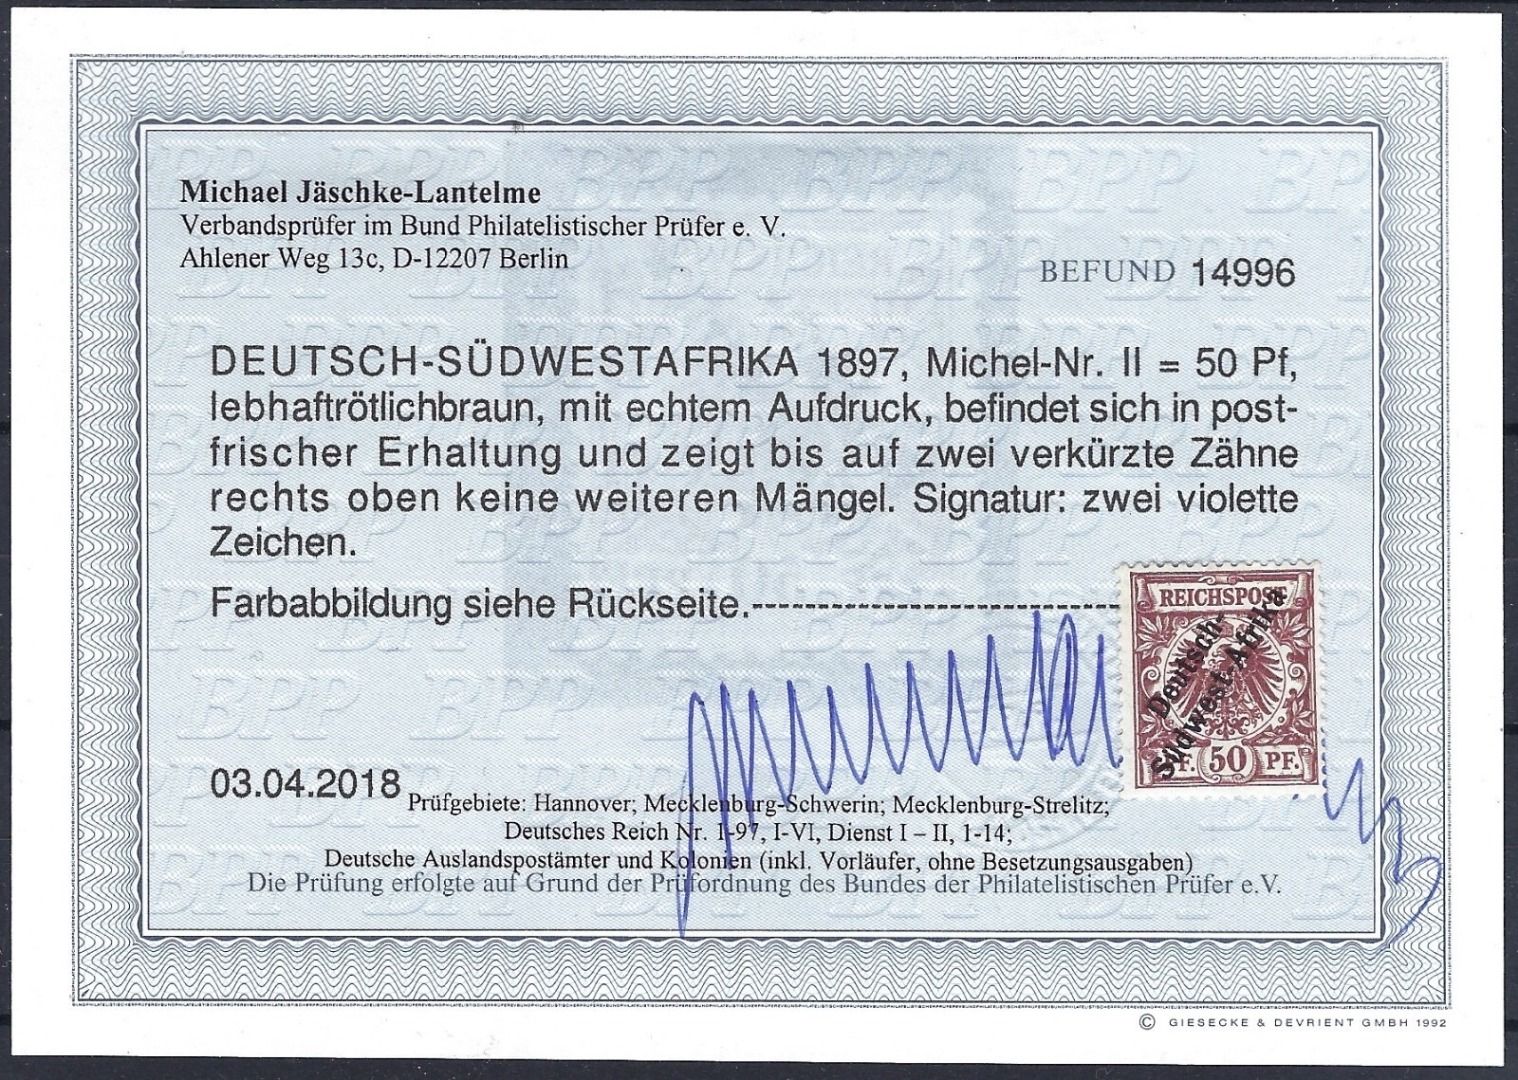 Michael Jäschke-Lantelme
Verbandsprüfer im Bund Philatelistischer Prüfer e. V.
Ahlener Weg 13c, D-12207 Berlin
BEFUND 14996
DEUTSCH-SÜDWESTAFRIKA 1897, Michel-Nr. II = 50 Pf,
lebhaftrötlichbraun, mit echtem Aufdruck, befindet sich in post-
frischer Erhaltung und zeigt bis auf zwei verkürzte Zähne
rechts oben keine weiteren Mängel. Signatur: zwei violette
Zeichen.
Farbabbildung siehe Rückseite.----------------------------------
REICHSPOST
Deutsch-
Südwest-Afrika
PF. 50 PF.
03.04.2018
Prüfgebiete: Hannover; Mecklenburg-Schwerin; Mecklenburg-Strelitz;
Deutsches Reich Nr. 1-97, I-VI, Dienst I – II, 1-14;
Deutsche Auslandspostämter und Kolonien (inkl. Vorläufer, ohne Besetzungsausgaben)
Die Prüfung erfolgte auf Grund der Prüfordnung des Bundes der Philatelistischen Prüfer e.V.
© GIESECKE & DEVRIENT GMBH 1992